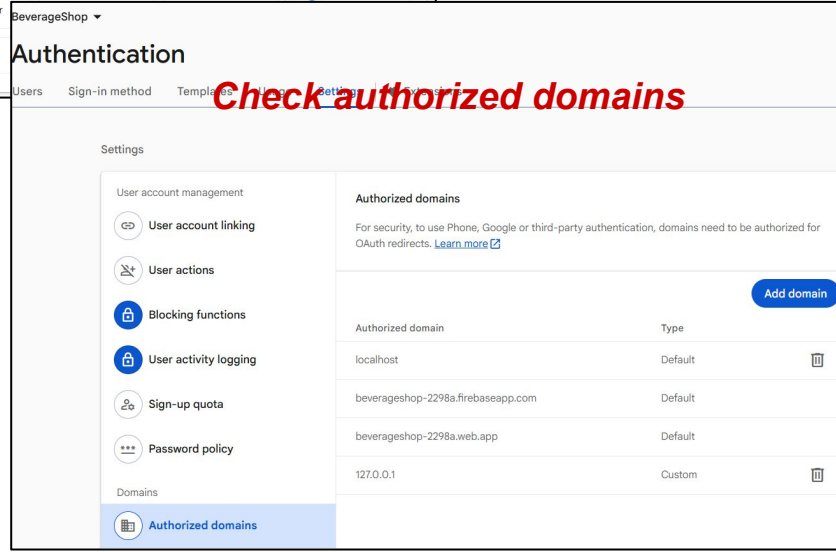 r
BeverageShop
Authentication
Users Sign-in method Templates Usage Settings Extensions
Check authorized domains
Settings
User account management
User account linking
User actions
Blocking functions
User activity logging
Sign-up quota
Password policy
Domains
Authorized domains
Authorized domains
For security, to use Phone, Google or third-party authentication, domains need to be authorized for
OAuth redirects. Learn more
Add domain
Authorized domain Type
localhost Default
beverageshop-2298a.firebaseapp.com Default
beverageshop-2298a.web.app Default
127.0.0.1 Custom